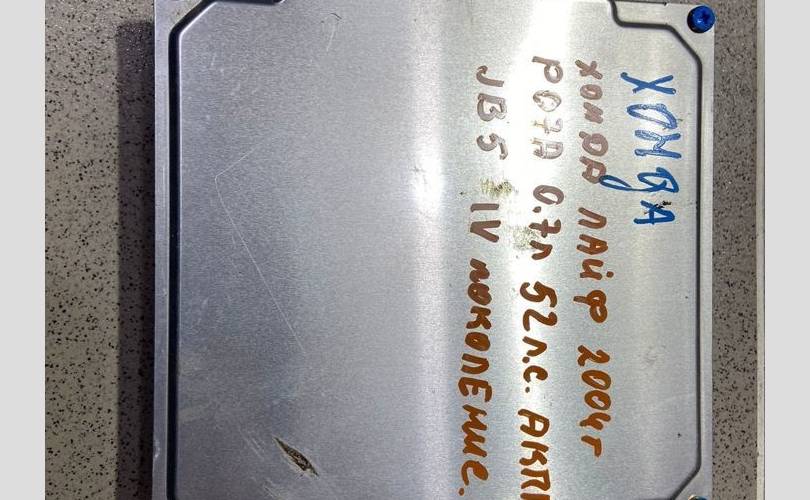 ХОНДА
ХОНДА ЛАЙФ 2004г
P07A 0.7л 52л.с. АКПП
JB5 IV поколение.